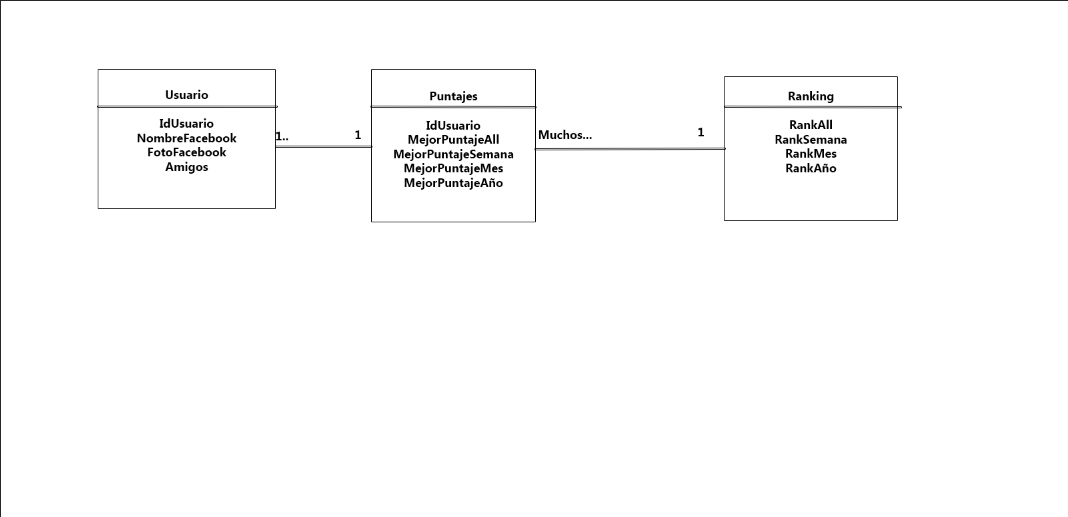 Usuario
IdUsuario
NombreFacebook
FotoFacebook
Amigos
1..
1
Puntajes
IdUsuario
MejorPuntajeAll
MejorPuntajeSemana
MejorPuntajeMes
MejorPuntajeAño
Muchos...
1
Ranking
RankAll
RankSemana
RankMes
RankAño